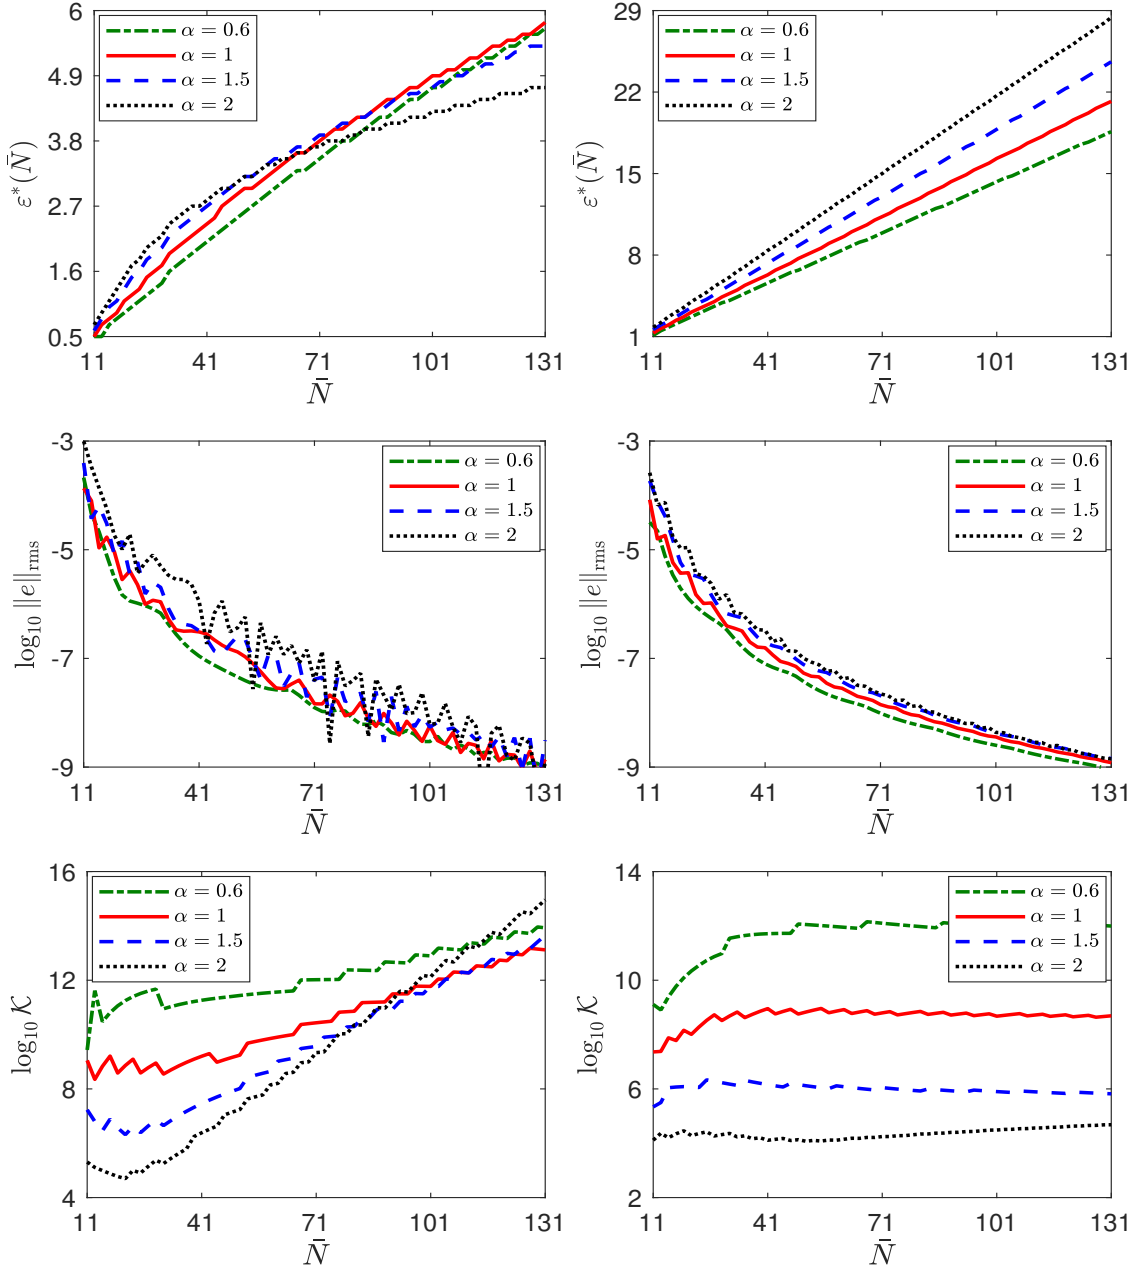 6
4.9
3.8
2.7
1.6
0.5
ε*(N̄)
α = 0.6
α = 1
α = 1.5
α = 2
11 41 71 101 131
N̄
29
22
15
8
1
ε*(N̄)
α = 0.6
α = 1
α = 1.5
α = 2
11 41 71 101 131
N̄
-3
-5
-7
-9
log₁₀ ||e||rms
α = 0.6
α = 1
α = 1.5
α = 2
11 41 71 101 131
N̄
-3
-5
-7
-9
log₁₀ ||e||rms
α = 0.6
α = 1
α = 1.5
α = 2
11 41 71 101 131
N̄
16
12
8
4
log₁₀ 𝒦
α = 0.6
α = 1
α = 1.5
α = 2
11 41 71 101 131
N̄
14
10
6
2
log₁₀ 𝒦
α = 0.6
α = 1
α = 1.5
α = 2
11 41 71 101 131
N̄